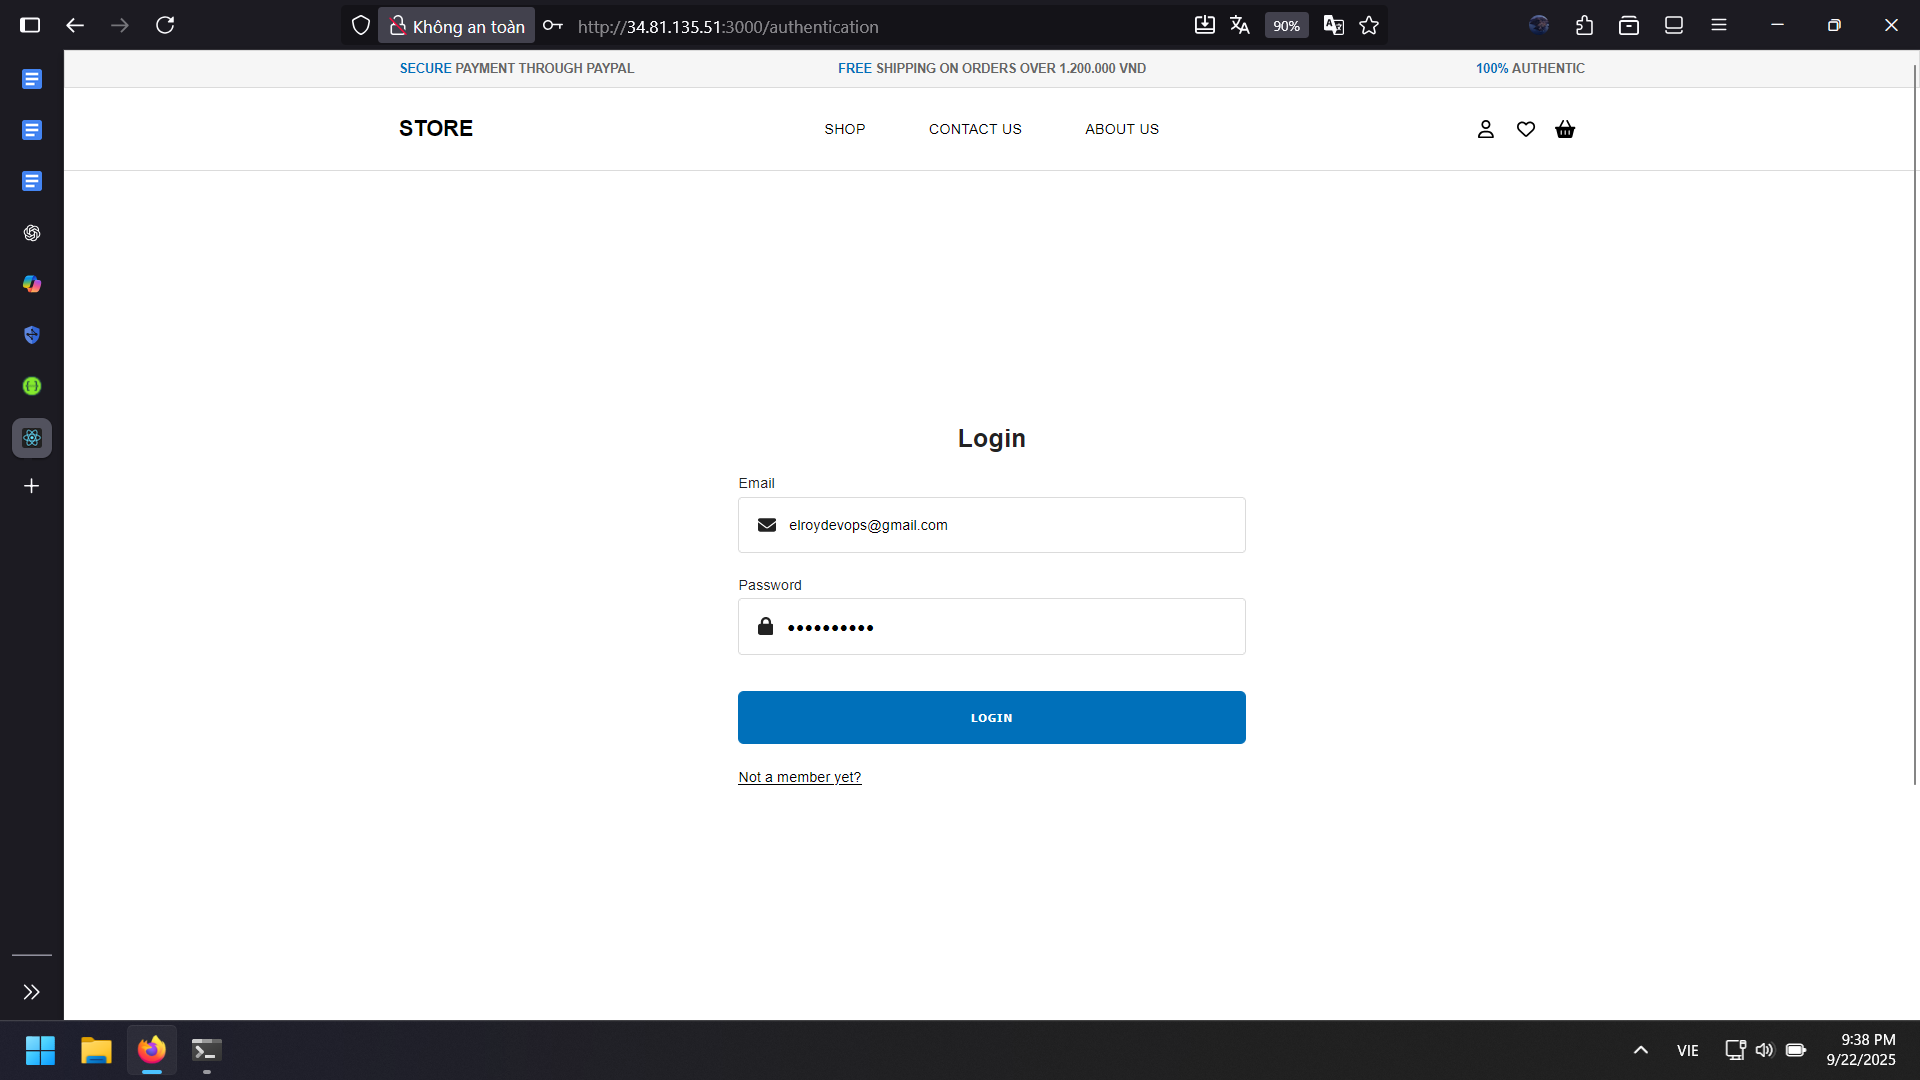 Không an toàn
http://34.81.135.51:3000/authentication
90%
SECURE PAYMENT THROUGH PAYPAL
FREE SHIPPING ON ORDERS OVER 1.200.000 VND
100% AUTHENTIC
STORE
SHOP
CONTACT US
ABOUT US
Login
Email
elroydevops@gmail.com
Password
••••••••••
LOGIN
Not a member yet?
VIE
9:38 PM
9/22/2025